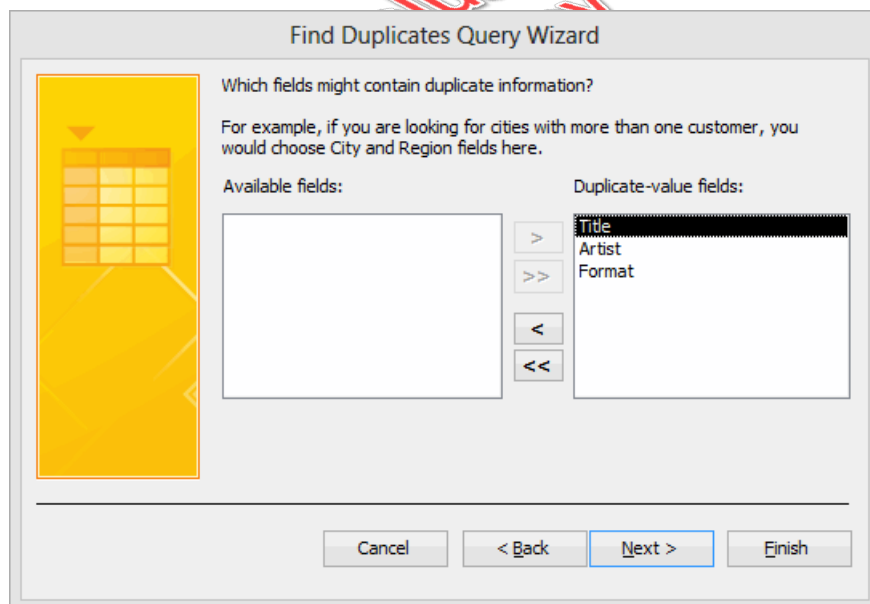 Find Duplicates Query Wizard
Which fields might contain duplicate information?
For example, if you are looking for cities with more than one customer, you
would choose City and Region fields here.
Available fields:
Duplicate-value fields:
>
>>
<
<<
Title
Artist
Format
Cancel
< Back
Next >
Finish